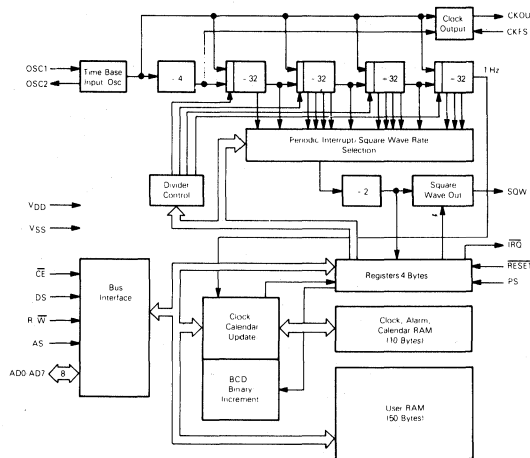 Clock
Output
CKOU
CKFS
OSC1
OSC2
Time Base
Input Osc
- 4
- 32
- 32
÷ 32
÷ 32
1 Hz
Periodic Interrupt/Square Wave Rate
Selection
Divider
Control
- 2
Square
Wave Out
SQW
VDD
VSS
IRQ
RESET
PS
Registers 4 Bytes
CE
DS
R W
AS
AD0 AD7
8
Bus
Interface
Clock
Calendar
Update
BCD
Binary
Increment
Clock, Alarm,
Calendar RAM
(10 Bytes)
User RAM
(50 Bytes)